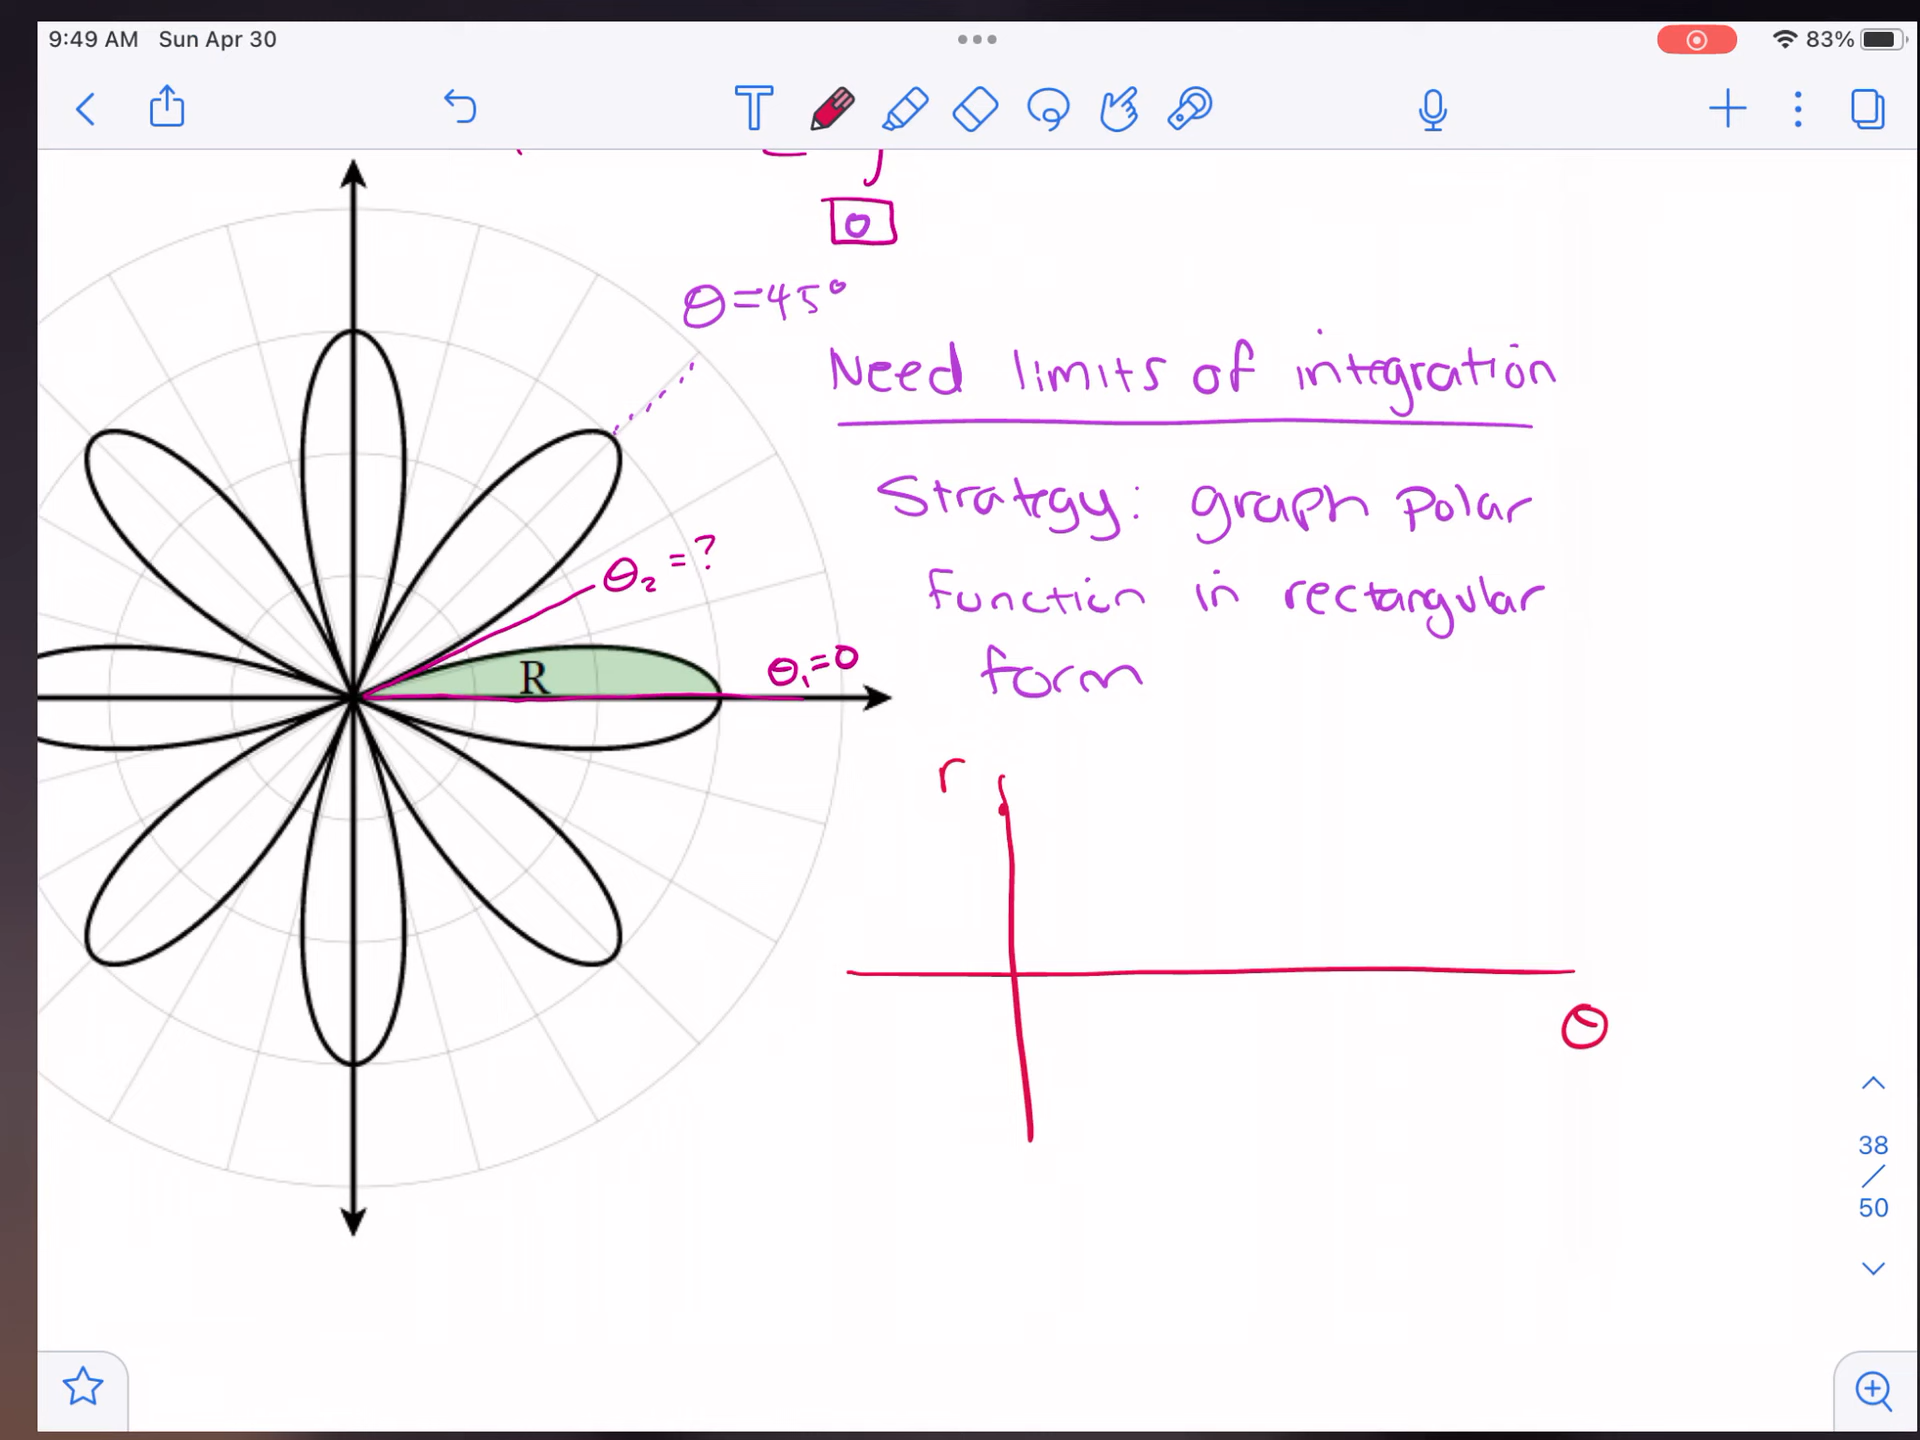 9:49 AM Sun Apr 30
83%
T
0
θ=45°
Need limits of integration
Strategy: graph polar
function in rectangular
form
θ₂ = ?
R
θ₁=0
r
θ
38
/
50